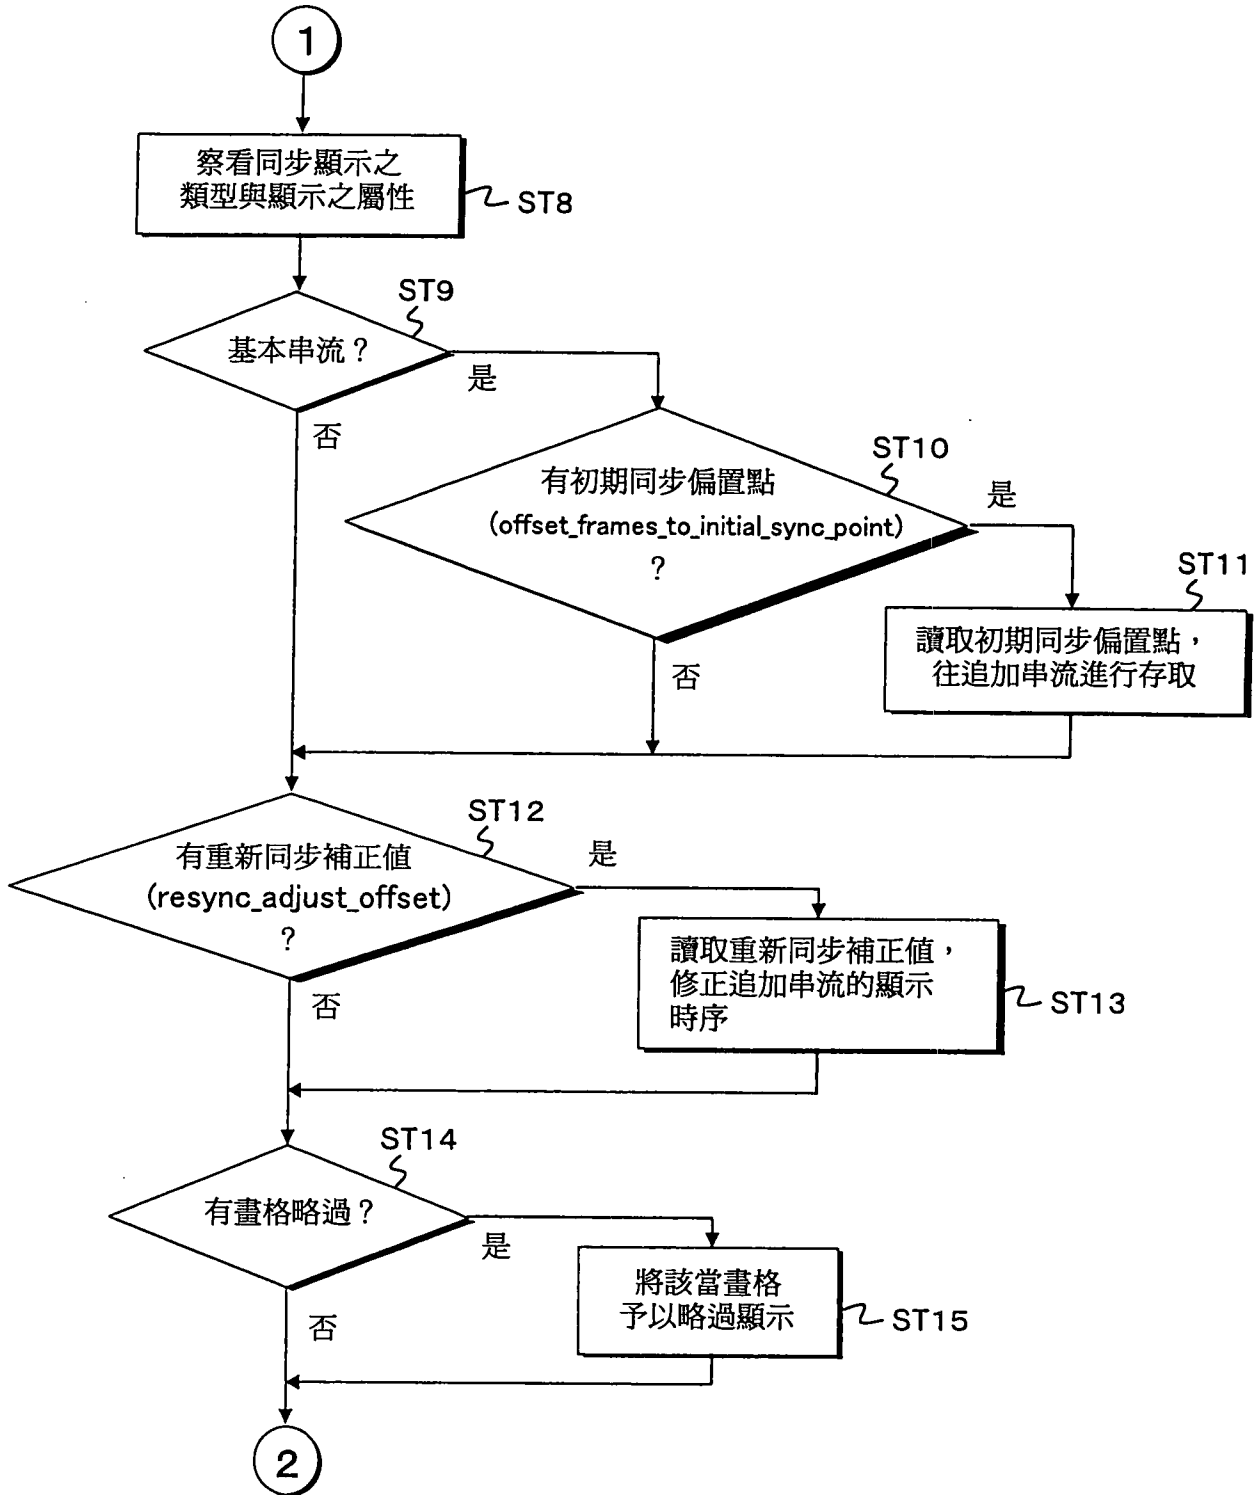 1
察看同步顯示之
類型與顯示之屬性
ST8
ST9
基本串流？
是
否
ST10
有初期同步偏置點
(offset_frames_to_initial_sync_point)
？
是
否
ST11
讀取初期同步偏置點，
往追加串流進行存取
ST12
有重新同步補正值
(resync_adjust_offset)
？
是
否
讀取重新同步補正值，
修正追加串流的顯示
時序
ST13
ST14
有畫格略過？
是
否
將該當畫格
予以略過顯示
ST15
2